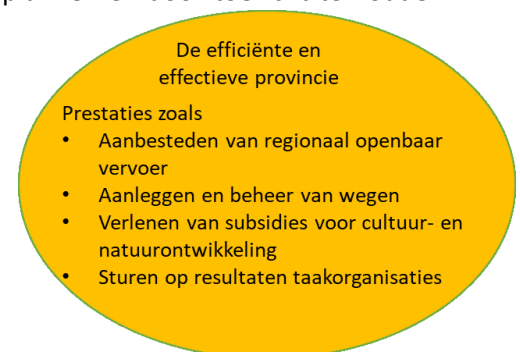 De efficiënte en
effectieve provincie
Prestaties zoals
• Aanbesteden van regionaal openbaar
vervoer
• Aanleggen en beheer van wegen
• Verlenen van subsidies voor cultuur- en
natuurontwikkeling
• Sturen op resultaten taakorganisaties